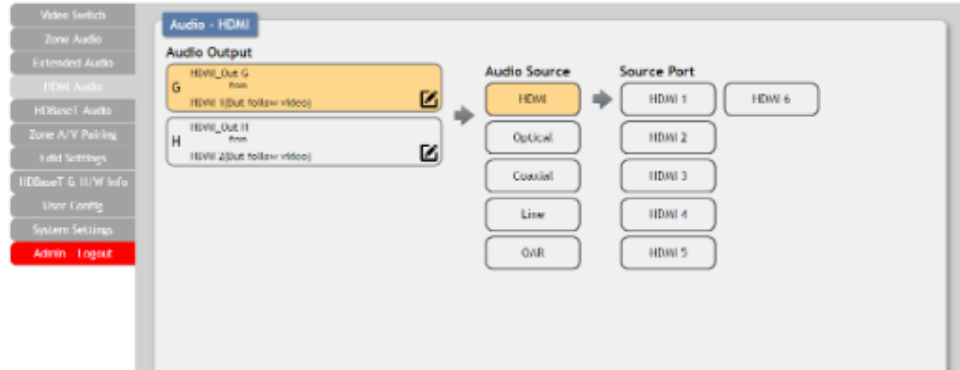 Video Switch
Zone Audio
Extended Audio
HDMI Audio
HDBaseT Audio
Zone A/V Pairing
Edid Settings
HDBaseT & H/W Info
User Config
System Settings
Admin - Logout
Audio - HDMI
Audio Output
G
HDMI_Out G
from
HDMI 1(But follow video)
H
HDMI_Out H
from
HDMI 2(But follow video)
Audio Source
HDMI
Optical
Coaxial
Line
OAR
Source Port
HDMI 1
HDMI 6
HDMI 2
HDMI 3
HDMI 4
HDMI 5